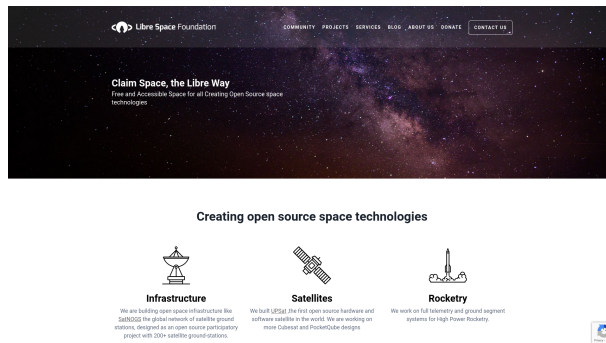 Libre Space Foundation
COMMUNITY PROJECTS SERVICES BLOG ABOUT US DONATE CONTACT US
Claim Space, the Libre Way
Free and Accessible Space for all Creating Open Source space
technologies
Creating open source space technologies
Infrastructure
We are building open space infrastructure like
SatNOGS the global network of satellite ground
stations, designed as an open source participatory
project with 200+ satellite ground-stations.
Satellites
We built UPSat ,the first open source hardware and
software satellite in the world. We are working on
more Cubesat and PocketQube designs
Rocketry
We work on full telemetry and ground segment
systems for High Power Rocketry.